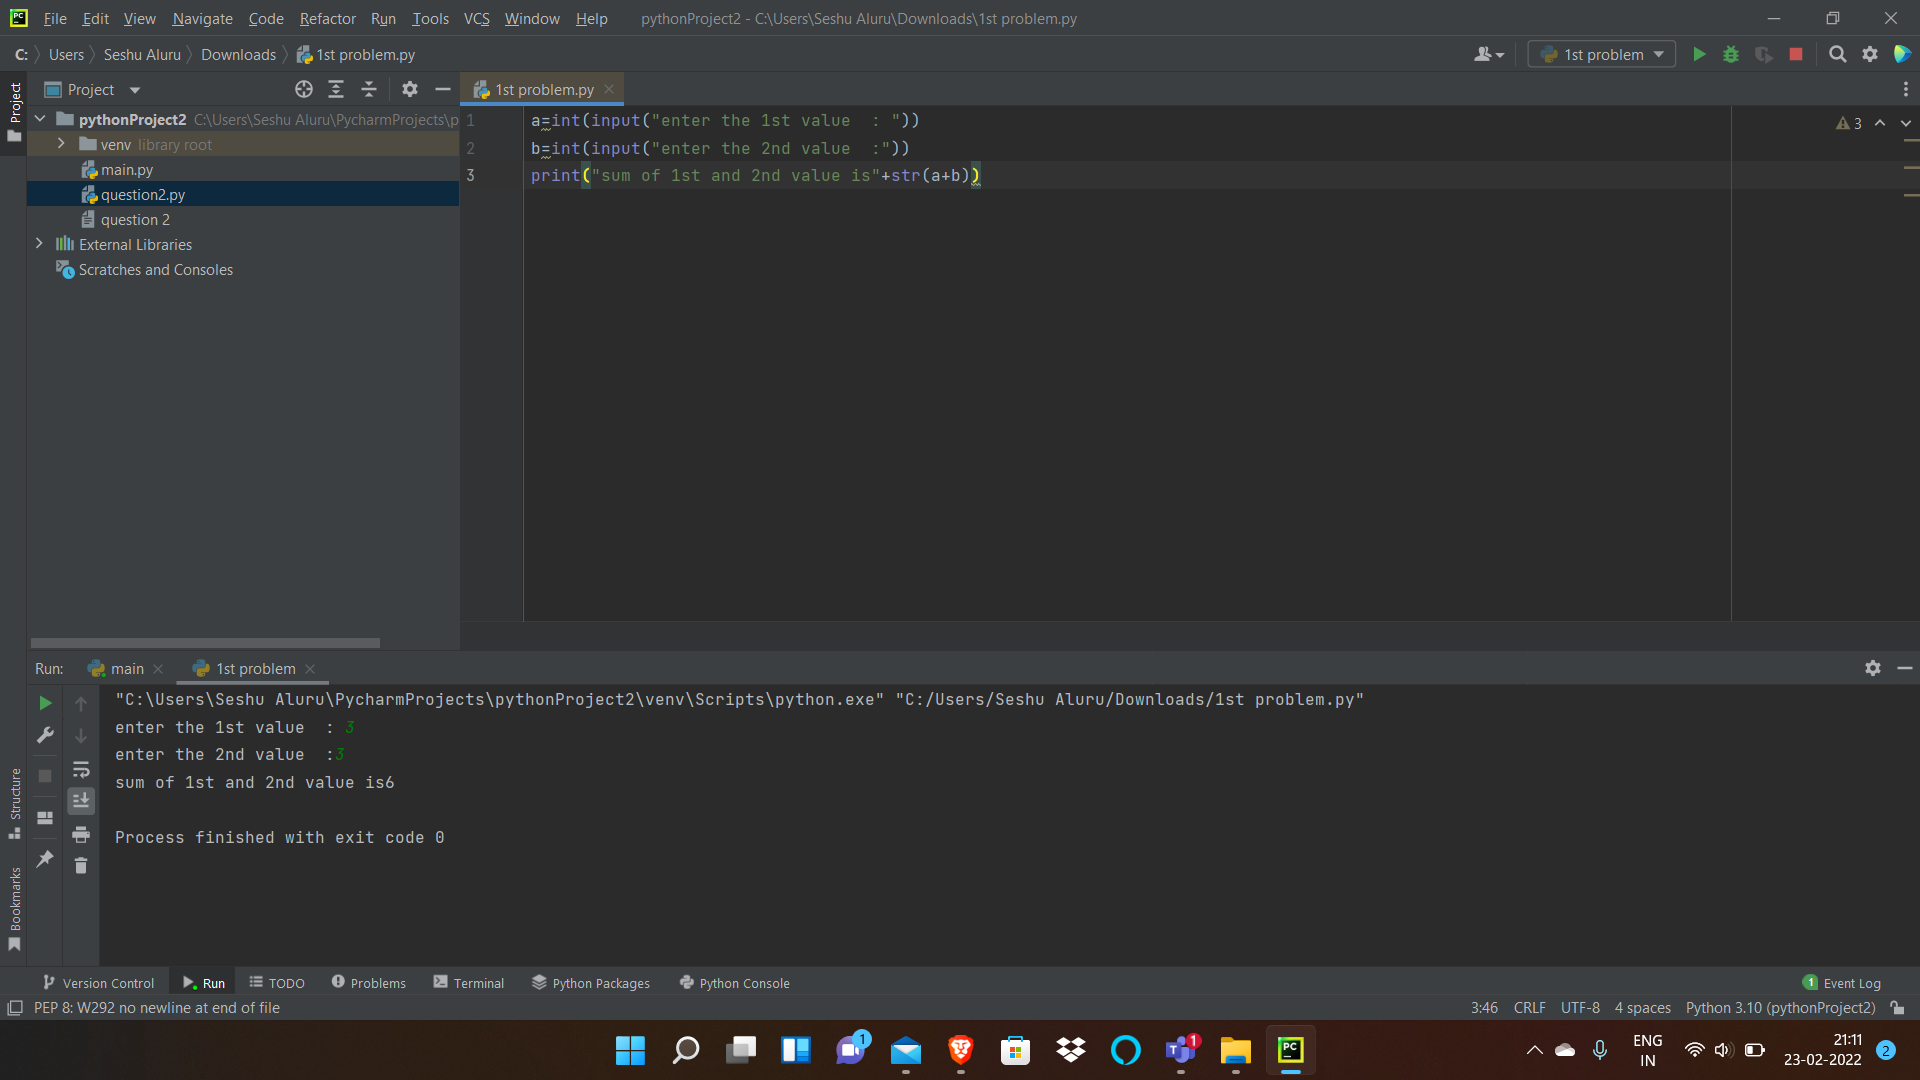 File Edit View Navigate Code Refactor Run Tools VCS Window Help pythonProject2 - C:\Users\Seshu Aluru\Downloads\1st problem.py
C: Users Seshu Aluru Downloads 1st problem.py 1st problem
Project
Project
1st problem.py
pythonProject2 C:\Users\Seshu Aluru\PycharmProjects\p
venv library root
main.py
question2.py
question 2
External Libraries
Scratches and Consoles
1 a=int(input("enter the 1st value  : "))
2 b=int(input("enter the 2nd value  :"))
3 print("sum of 1st and 2nd value is"+str(a+b))
3
Run: main 1st problem
"C:\Users\Seshu Aluru\PycharmProjects\pythonProject2\venv\Scripts\python.exe" "C:/Users/Seshu Aluru/Downloads/1st problem.py"
enter the 1st value  : 3
enter the 2nd value  :3
sum of 1st and 2nd value is6
Process finished with exit code 0
Structure
Bookmarks
Version Control Run TODO Problems Terminal Python Packages Python Console 1 Event Log
PEP 8: W292 no newline at end of file 3:46 CRLF UTF-8 4 spaces Python 3.10 (pythonProject2)
1
1
PC
ENG
IN
21:11
23-02-2022
2